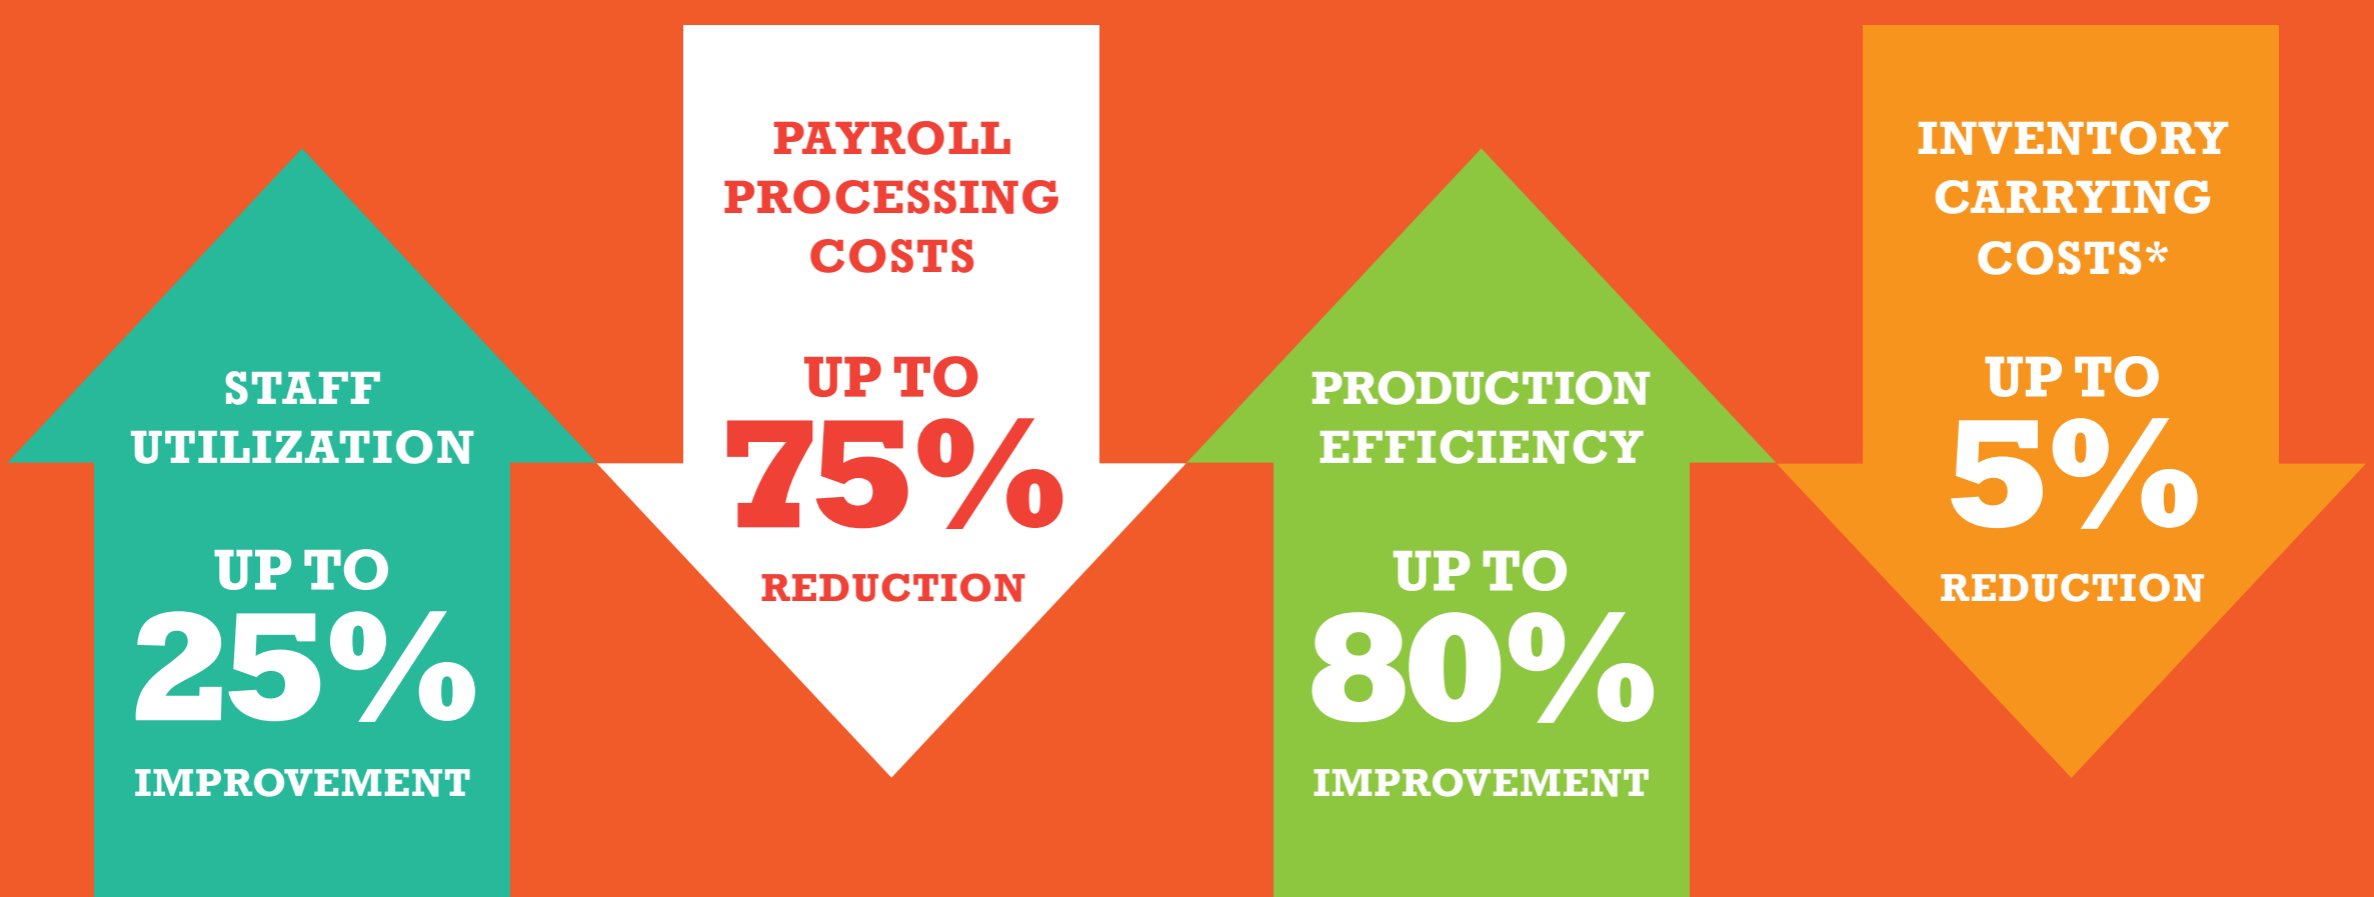 STAFF
UTILIZATION
UP TO
25%
IMPROVEMENT
PAYROLL
PROCESSING
COSTS
UP TO
75%
REDUCTION
PRODUCTION
EFFICIENCY
UP TO
80%
IMPROVEMENT
INVENTORY
CARRYING
COSTS*
UP TO
5%
REDUCTION